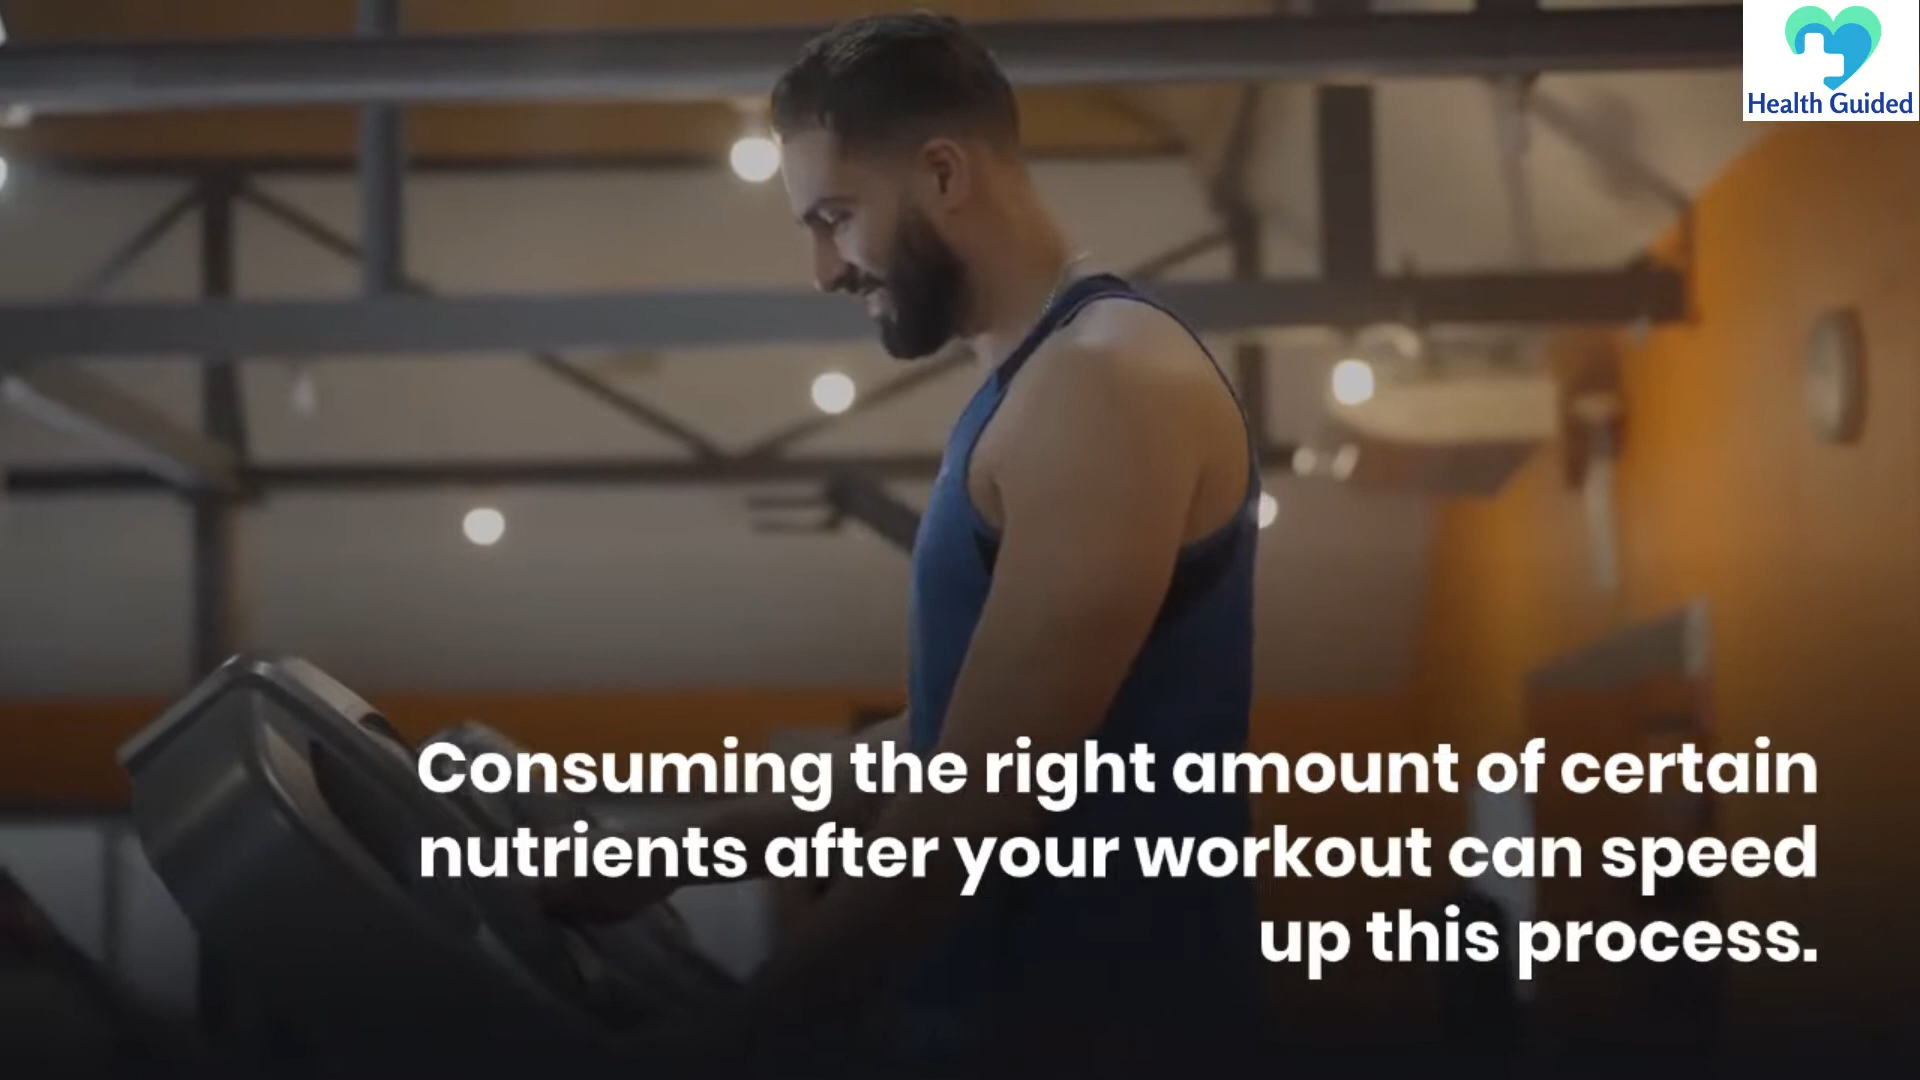 Health Guided
Consuming the right amount of certain
nutrients after your workout can speed
up this process.